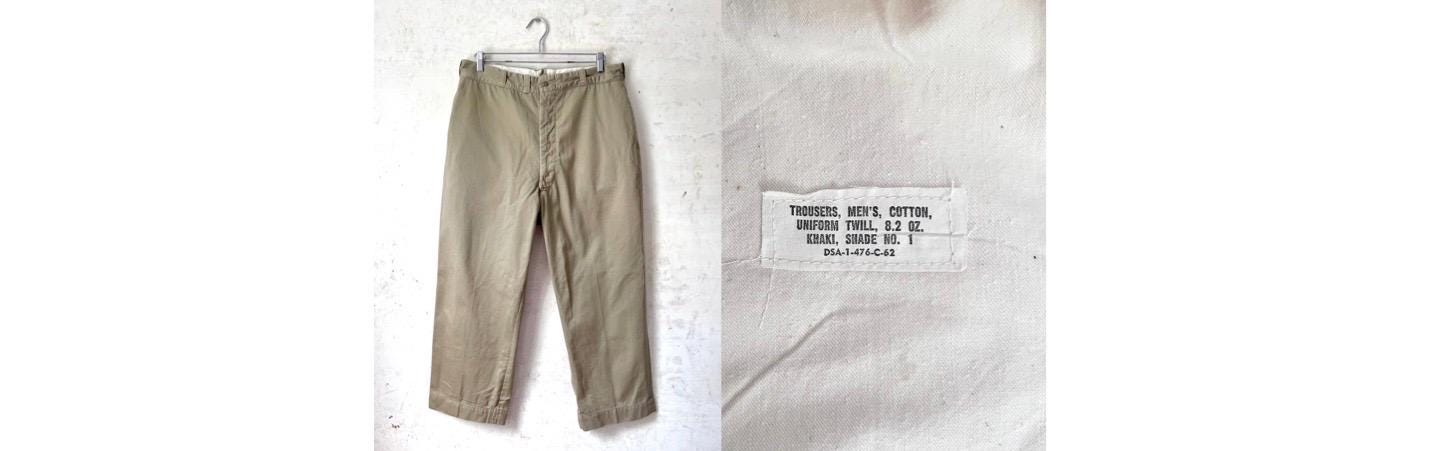 TROUSERS, MEN'S, COTTON,
UNIFORM TWILL, 8.2 OZ.
KHAKI, SHADE NO. 1
DSA-1-476-C-62